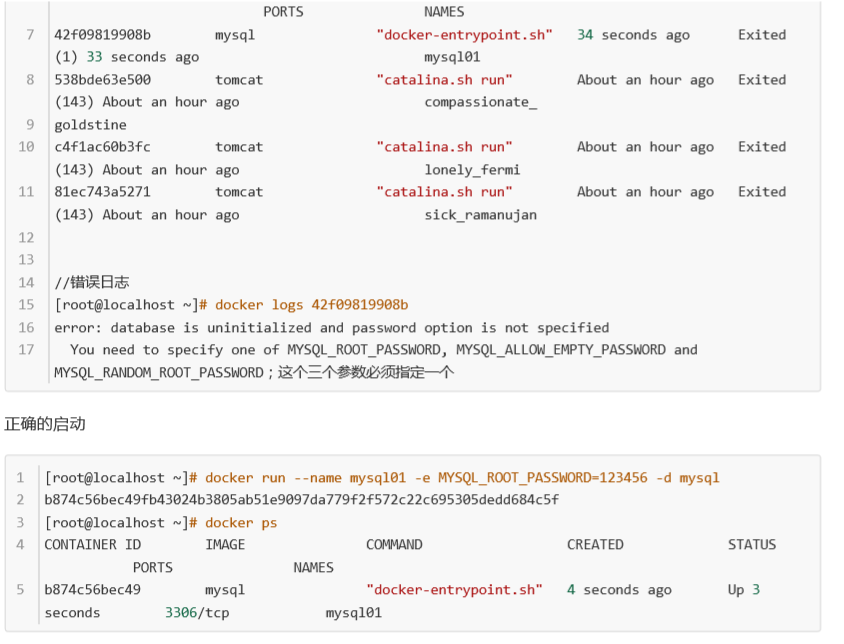 PORTS NAMES
7 42f09819908b mysql "docker-entrypoint.sh" 34 seconds ago Exited
(1) 33 seconds ago mysql01
8 538bde63e500 tomcat "catalina.sh run" About an hour ago Exited
(143) About an hour ago compassionate_
9 goldstine
10 c4f1ac60b3fc tomcat "catalina.sh run" About an hour ago Exited
(143) About an hour ago lonely_fermi
11 81ec743a5271 tomcat "catalina.sh run" About an hour ago Exited
(143) About an hour ago sick_ramanujan
12
13
14 //错误日志
15 [root@localhost ~]# docker logs 42f09819908b
16 error: database is uninitialized and password option is not specified
17 You need to specify one of MYSQL_ROOT_PASSWORD, MYSQL_ALLOW_EMPTY_PASSWORD and
MYSQL_RANDOM_ROOT_PASSWORD；这个三个参数必须指定一个
正确的启动
1 [root@localhost ~]# docker run --name mysql01 -e MYSQL_ROOT_PASSWORD=123456 -d mysql
2 b874c56bec49fb43024b3805ab51e9097da779f2f572c22c695305dedd684c5f
3 [root@localhost ~]# docker ps
4 CONTAINER ID IMAGE COMMAND CREATED STATUS
PORTS NAMES
5 b874c56bec49 mysql "docker-entrypoint.sh" 4 seconds ago Up 3
seconds 3306/tcp mysql01